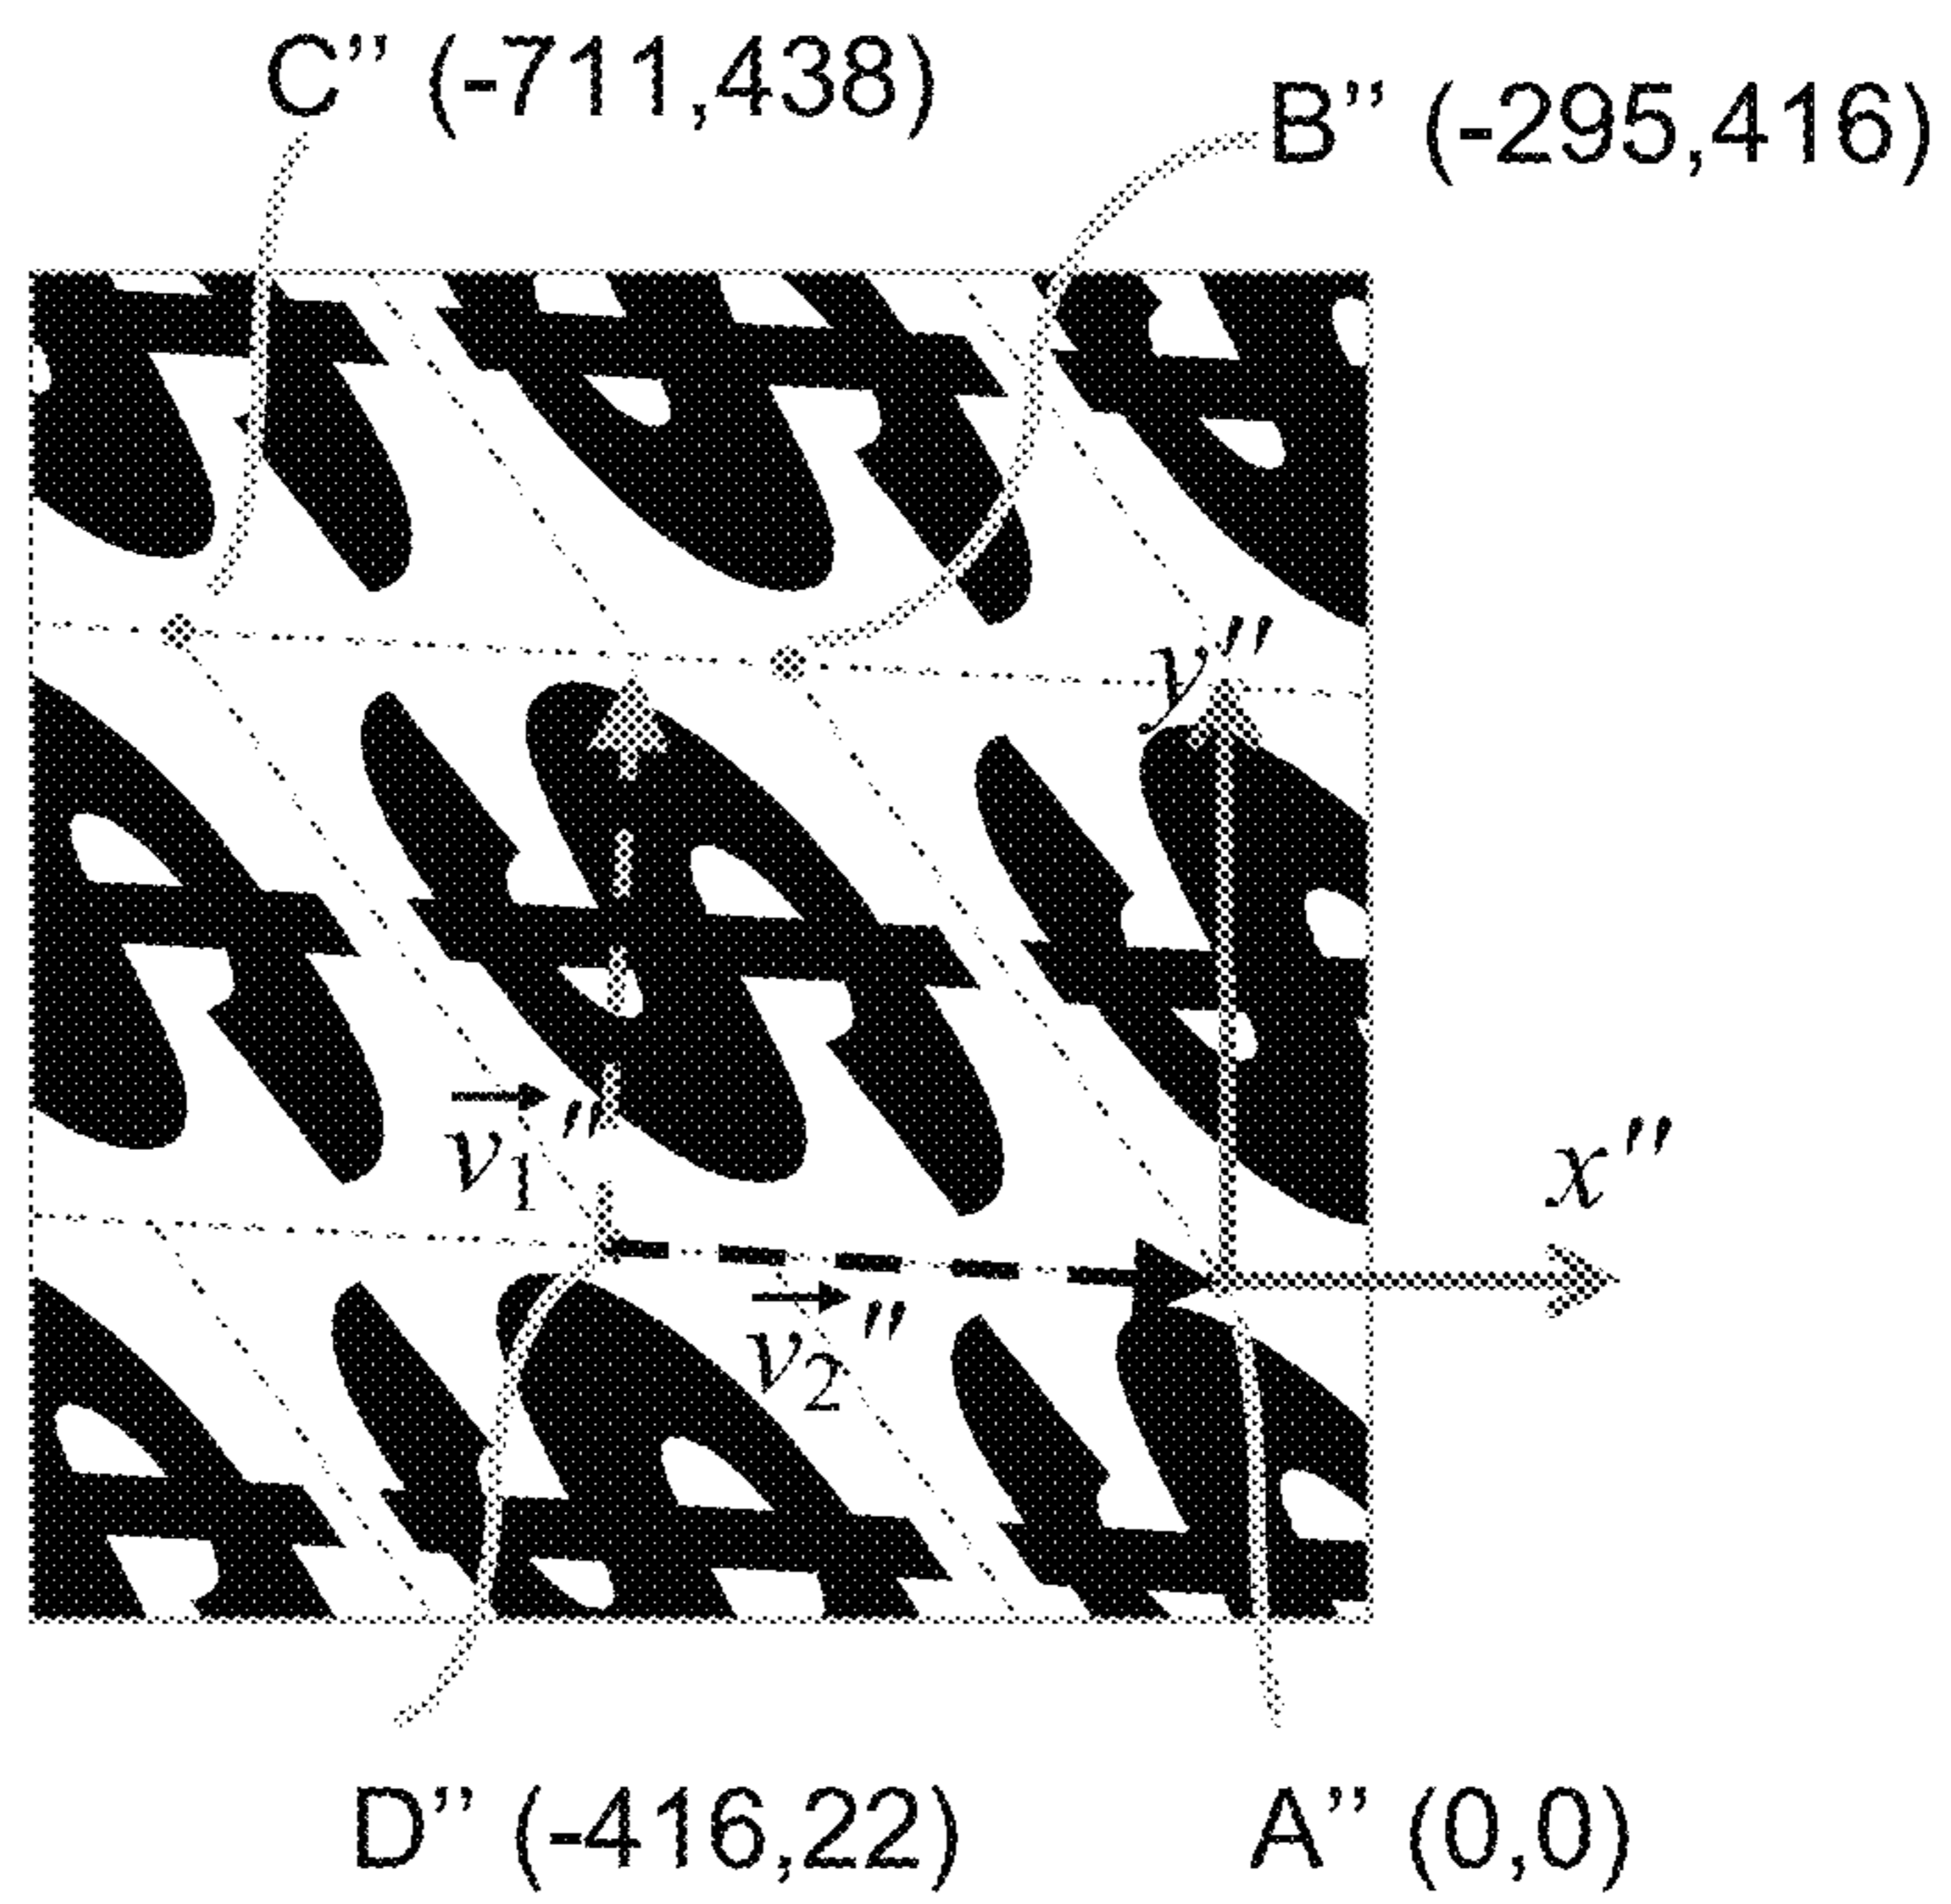 C” (-711,438)
B” (-295,416)
y″
x″
v₁″
v₂″
D” (-416,22)
A” (0,0)